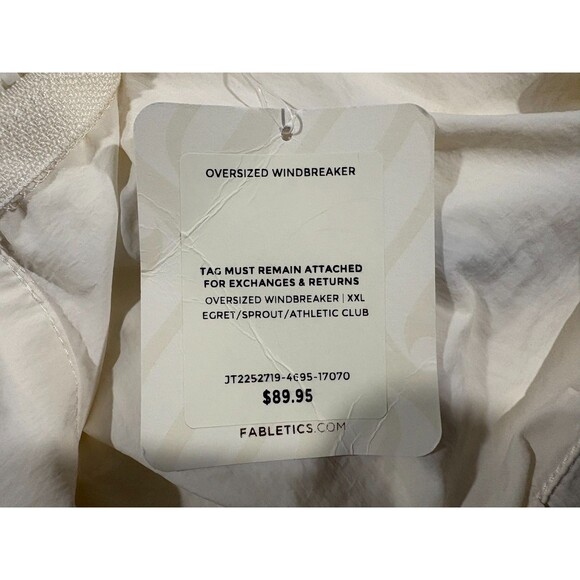 OVERSIZED WINDBREAKER
TAG MUST REMAIN ATTACHED
FOR EXCHANGES & RETURNS
OVERSIZED WINDBREAKER | XXL
EGRET/SPROUT/ATHLETIC CLUB
JT2252719-4695-17070
$89.95
FABLETICS.COM